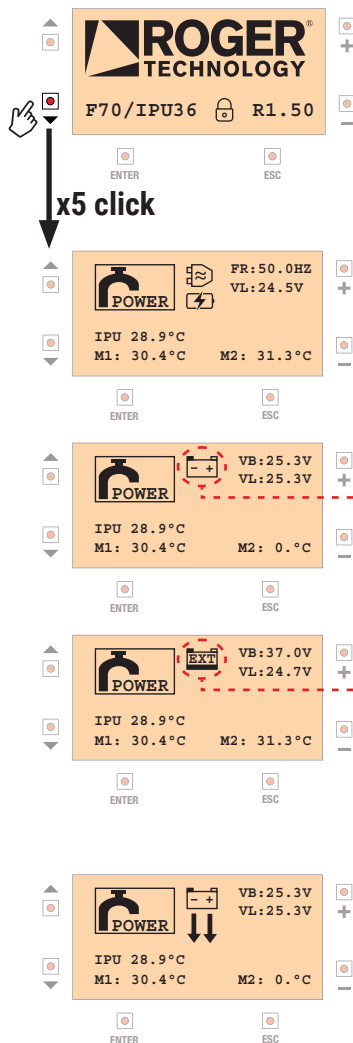 ROGER®
TECHNOLOGY
F70/IPU36 R1.50
+
−
ENTER ESC
x5 click
POWER
FR:50.0HZ
VL:24.5V
IPU 28.9°C
M1: 30.4°C M2: 31.3°C
+
−
ENTER ESC
POWER
- +
VB:25.3V
VL:25.3V
IPU 28.9°C
M1: 30.4°C M2: 0.°C
+
−
ENTER ESC
POWER
EXT
VB:37.0V
VL:24.7V
IPU 28.9°C
M1: 30.4°C M2: 31.3°C
+
−
ENTER ESC
POWER
- +
VB:25.3V
VL:25.3V
IPU 28.9°C
M1: 30.4°C M2: 0.°C
+
−
ENTER ESC